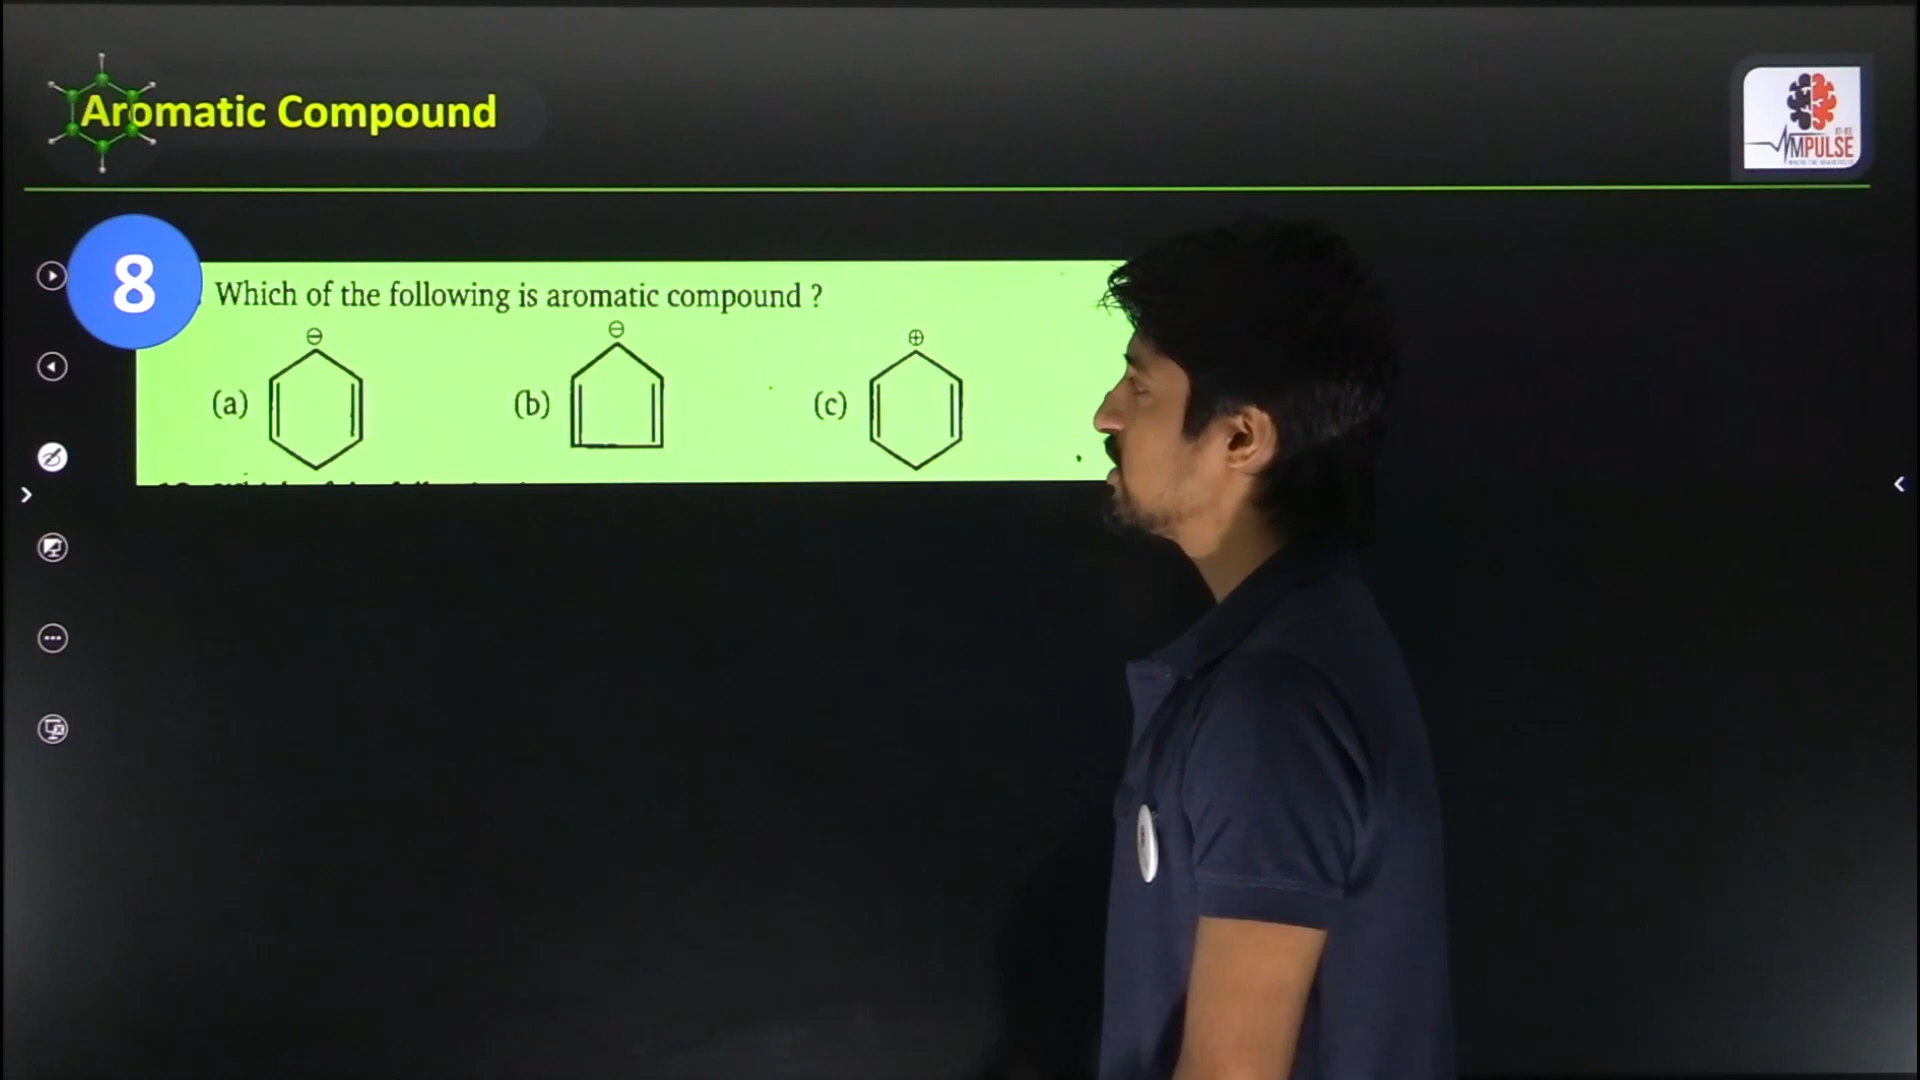 Aromatic Compound
MPULSE
8
Which of the following is aromatic compound ?
⊖
⊖
⊕
(a)
(b)
(c)